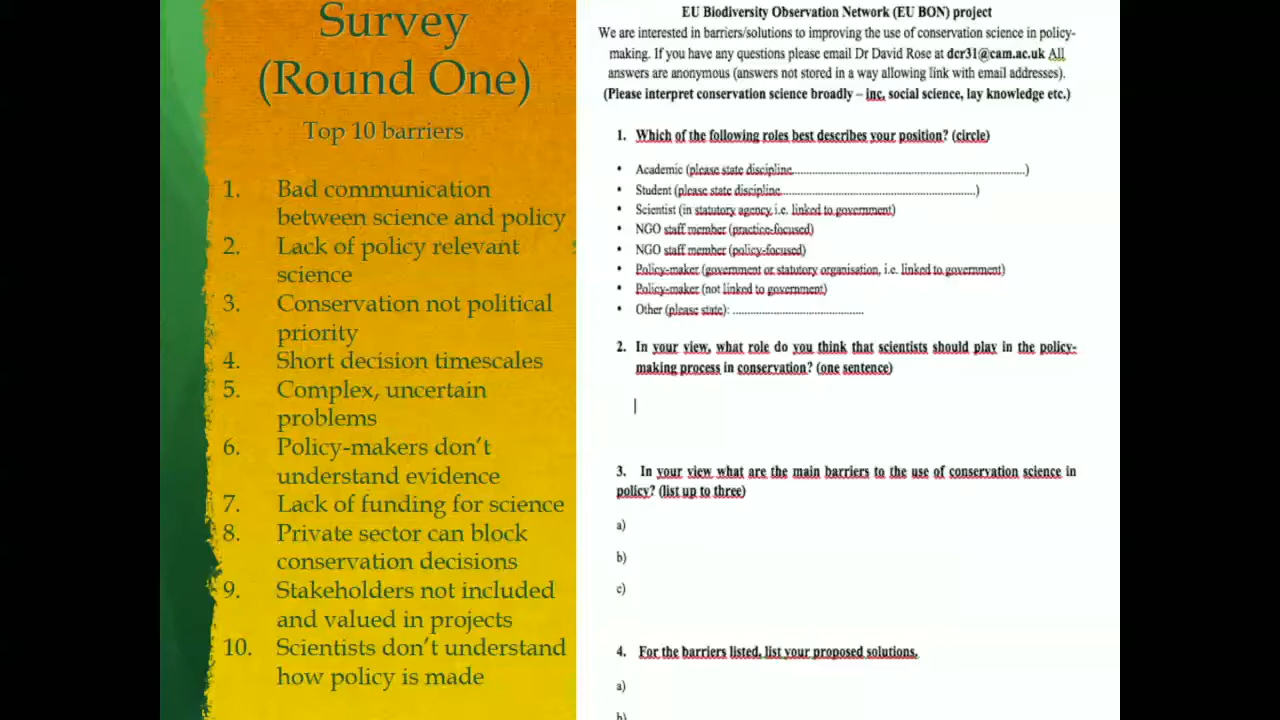 Survey
(Round One)
Top 10 barriers
1. Bad communication
between science and policy
2. Lack of policy relevant
science
3. Conservation not political
priority
4. Short decision timescales
5. Complex, uncertain
problems
6. Policy-makers don't
understand evidence
7. Lack of funding for science
8. Private sector can block
conservation decisions
9. Stakeholders not included
and valued in projects
10. Scientists don't understand
how policy is made
EU Biodiversity Observation Network (EU BON) project
We are interested in barriers/solutions to improving the use of conservation science in policy-
making. If you have any questions please email Dr David Rose at dcr31@cam.ac.uk All
answers are anonymous (answers not stored in a way allowing link with email addresses).
(Please interpret conservation science broadly – inc. social science, lay knowledge etc.)
1. Which of the following roles best describes your position? (circle)
• Academic (please state discipline..............................................................................)
• Student (please state discipline.................................................................)
• Scientist (in statutory agency i.e. linked to government)
• NGO staff member (practice-focused)
• NGO staff member (policy-focused)
• Policy-maker (government or statutory organisation, i.e. linked to government)
• Policy-maker (not linked to government)
• Other (please state): ...........................................
2. In your view, what role do you think that scientists should play in the policy-
making process in conservation? (one sentence)
3. In your view what are the main barriers to the use of conservation science in
policy? (list up to three)
a)
b)
c)
4. For the barriers listed, list your proposed solutions.
a)
b)